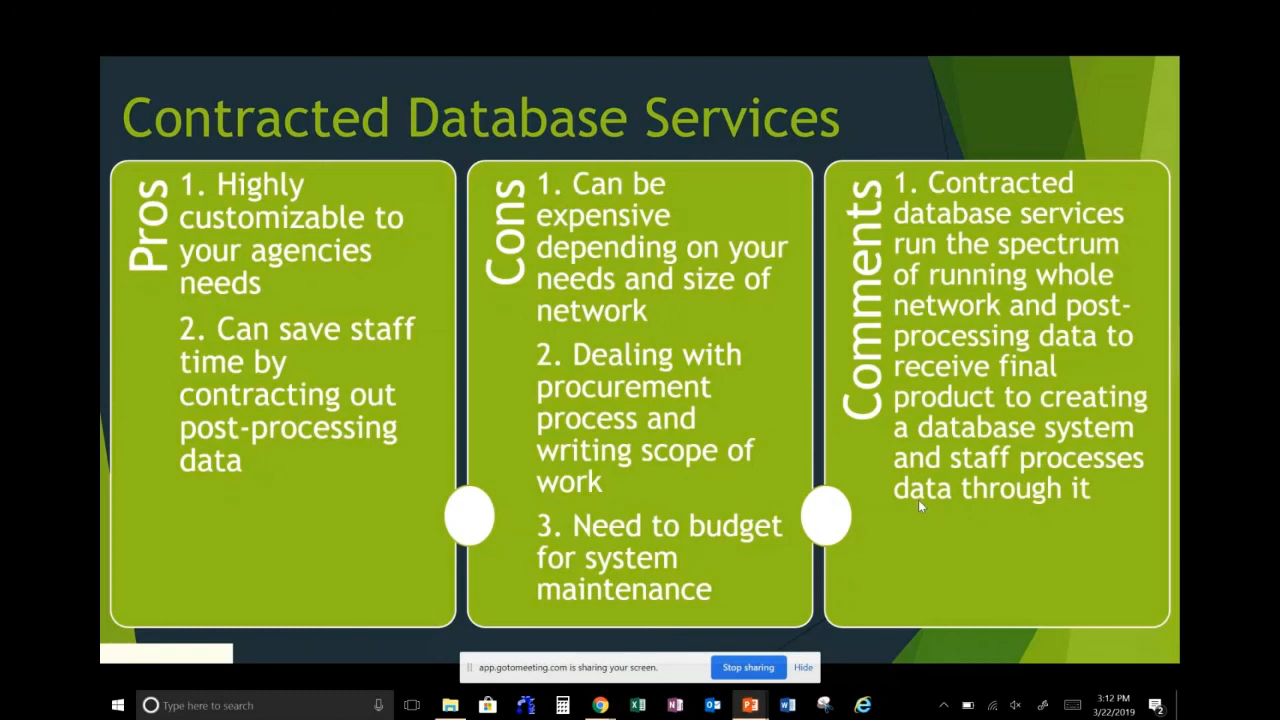 Contracted Database Services
Pros
1. Highly
customizable to
your agencies
needs
2. Can save staff
time by
contracting out
post-processing
data
Cons
1. Can be
expensive
depending on your
needs and size of
network
2. Dealing with
procurement
process and
writing scope of
work
3. Need to budget
for system
maintenance
Comments
1. Contracted
database services
run the spectrum
of running whole
network and post-
processing data to
receive final
product to creating
a database system
and staff processes
data through it
app.gotomeeting.com is sharing your screen.
Stop sharing
Hide
Type here to search
3:12 PM
3/22/2019